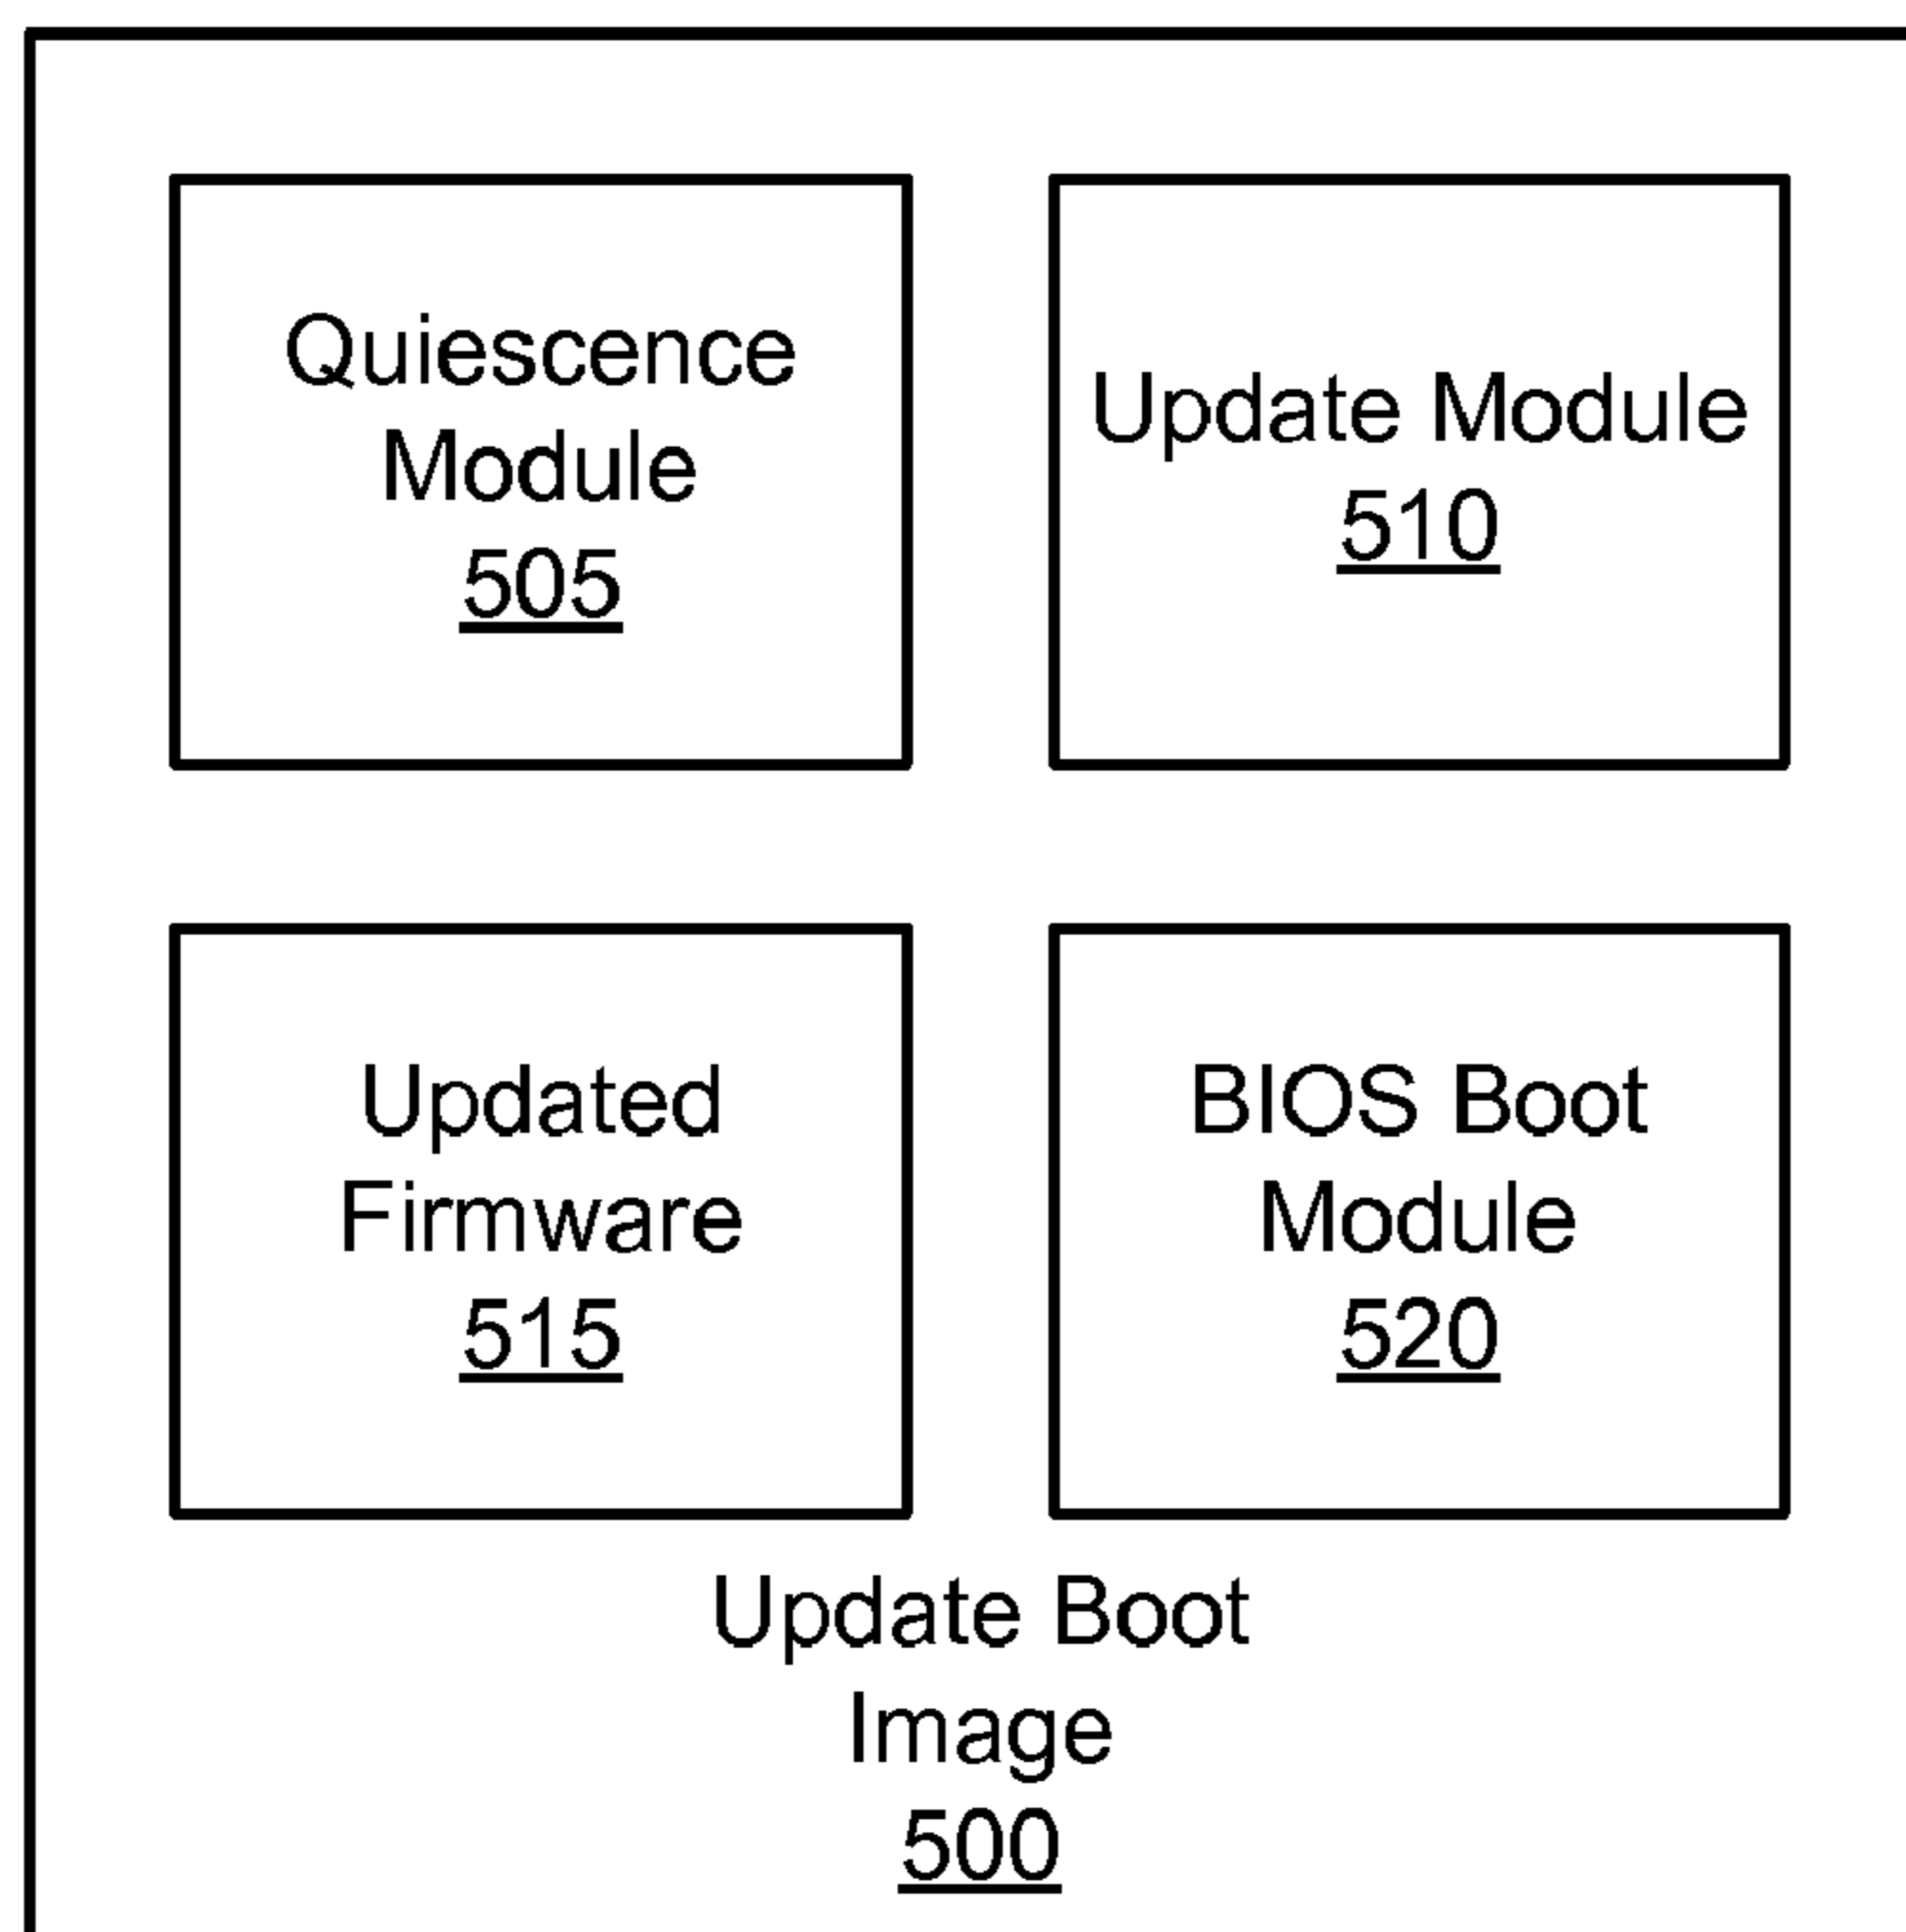 Quiescence
Module
505
Update Module
510
Updated
Firmware
515
BIOS Boot
Module
520
Update Boot
Image
500